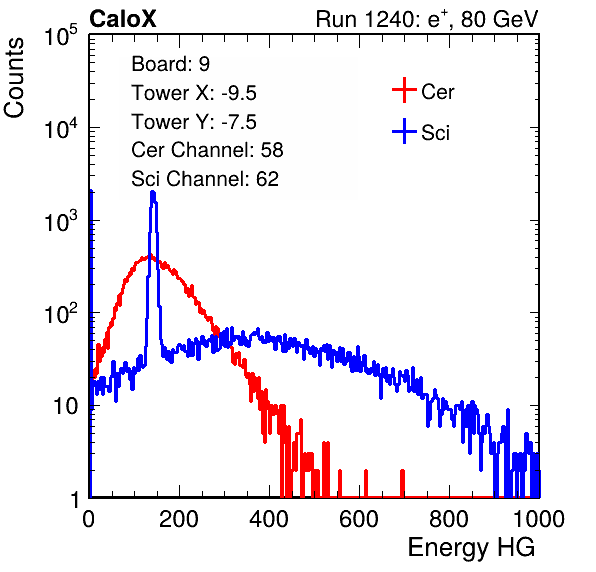 CaloX Run 1240: e⁺, 80 GeV
Counts
Board: 9
Tower X: -9.5
Tower Y: -7.5
Cer Channel: 58
Sci Channel: 62
Cer
Sci
10⁵
10⁴
10³
10²
10
1
0 200 400 600 800 1000
Energy HG